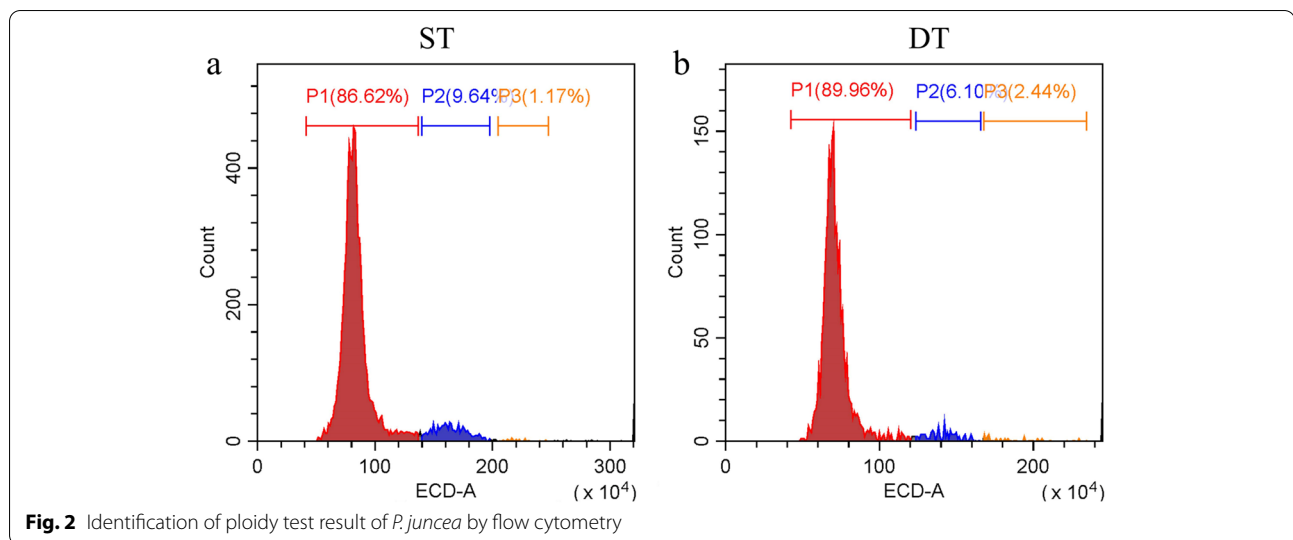 ST
a
P1(86.62%)
P2(9.64%)
P3(1.17%)
400
200
0
Count
0 100 200 300
ECD-A
(x 10⁴)
DT
b
P1(89.96%)
P2(6.10%)
P3(2.44%)
150
100
50
0
Count
0 100 200
ECD-A
(x 10⁴)
Fig. 2 Identification of ploidy test result of P. juncea by flow cytometry